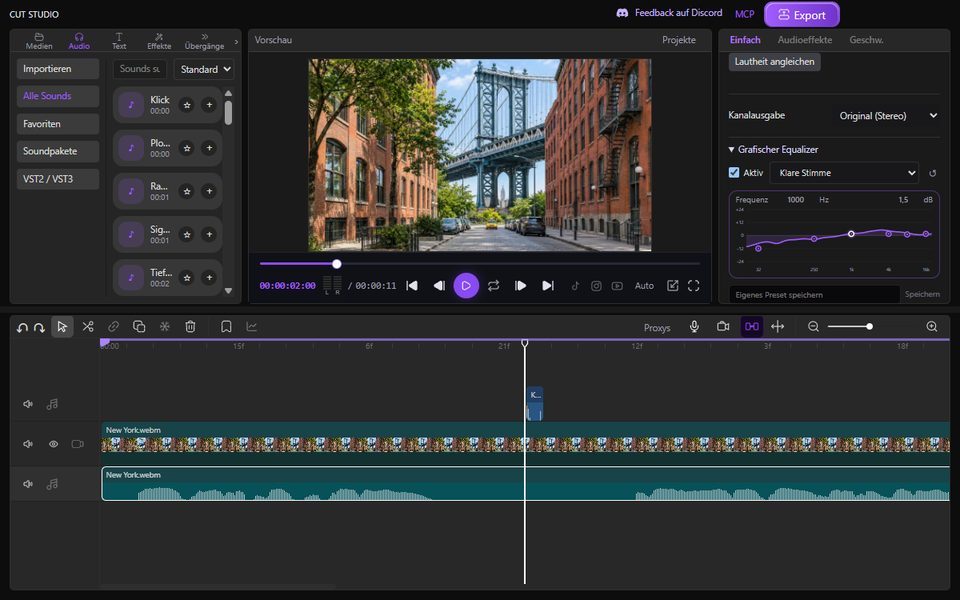 CUT STUDIO
Feedback auf Discord
MCP
Export
Medien
Audio
Text
Effekte
Übergänge
Vorschau
Projekte
Einfach
Audioeffekte
Geschw.
Importieren
Alle Sounds
Favoriten
Soundpakete
VST2 / VST3
Sounds su
Standard
Klick
00:00
Plo...
00:00
Ra...
00:01
Sig...
00:01
Tief...
00:02
00:00:02:00
L R
/ 00:00:11
Auto
Lautheit angleichen
Kanalausgabe
Original (Stereo)
Grafischer Equalizer
Aktiv
Klare Stimme
Frequenz 1000 Hz 1,5 dB
+24
+12
0
-12
-24
32 250 1k 4k 16k
Eigenes Preset speichern
Speichern
Proxys
00:00 15f 6f 21f 12f 3f 18f
K...
New York.webm
New York.webm